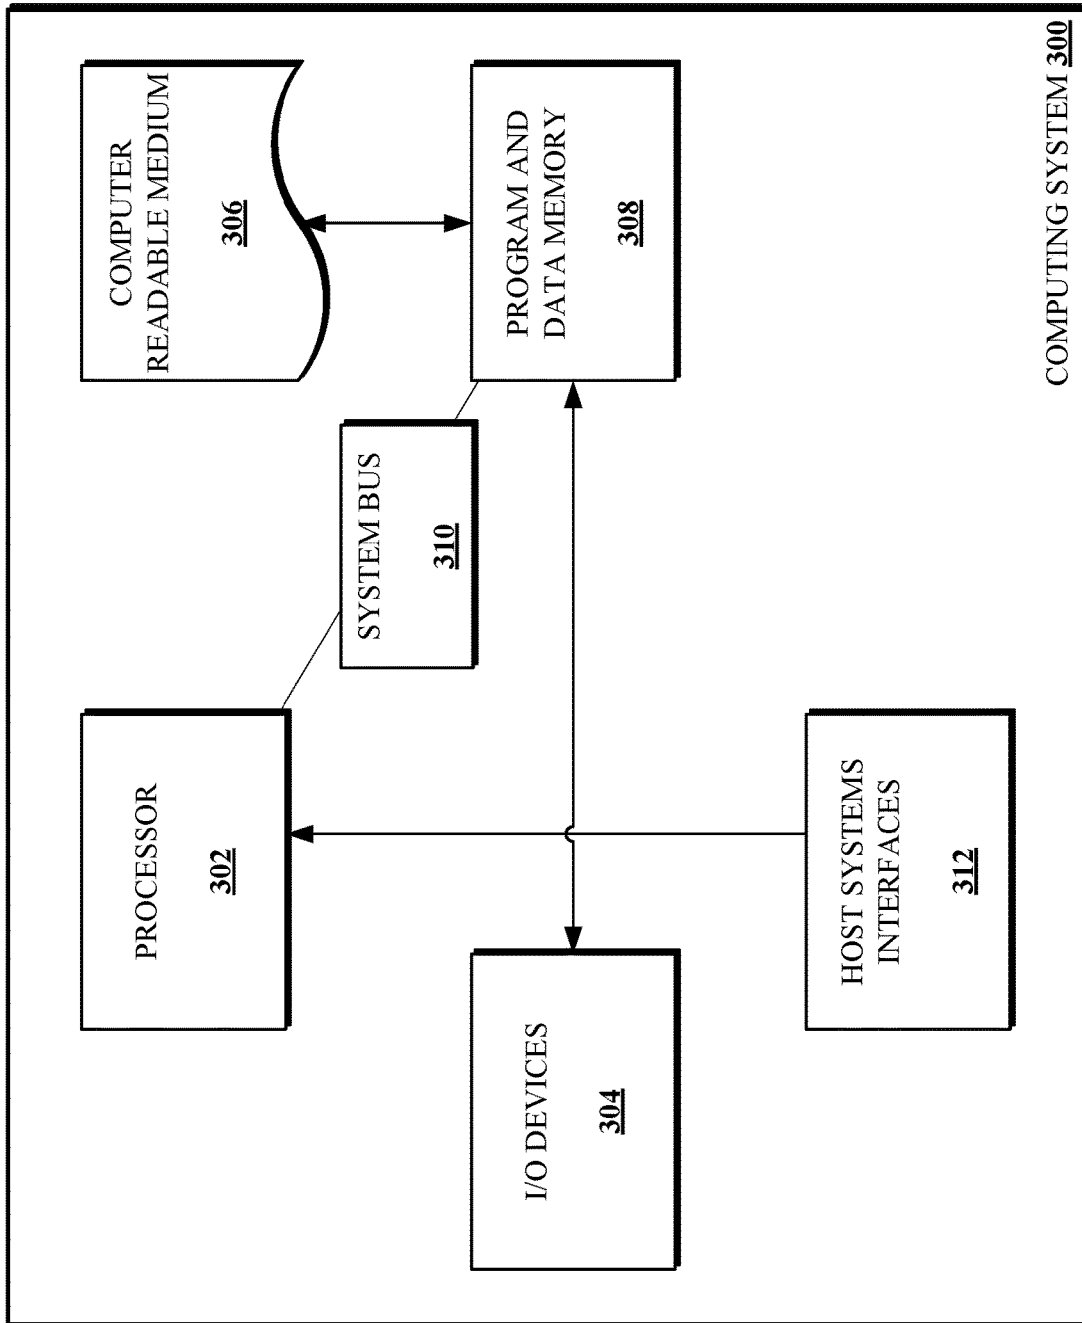 COMPUTER
READABLE MEDIUM
306
PROGRAM AND
DATA MEMORY
308
SYSTEM BUS
310
PROCESSOR
302
I/O DEVICES
304
HOST SYSTEMS
INTERFACES
312
COMPUTING SYSTEM 300